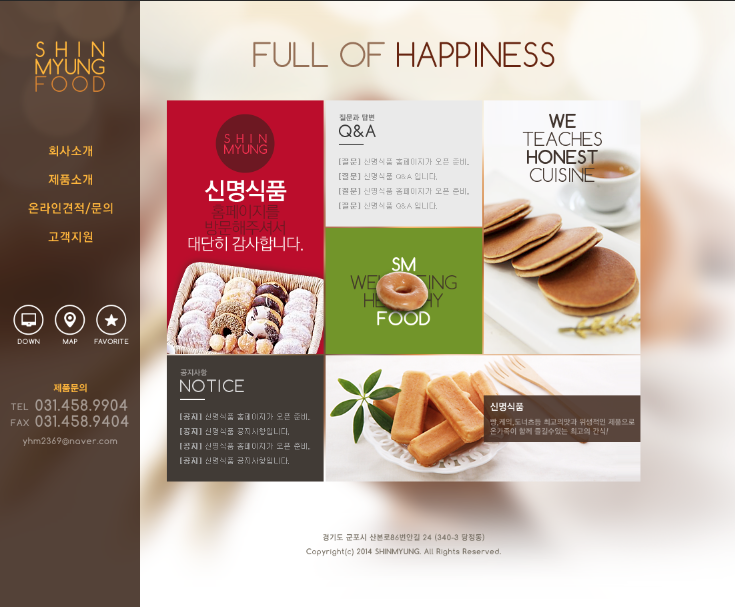 SHIN
MYUNG
FOOD
회사소개
제품소개
온라인견적/문의
고객지원
DOWN
MAP
FAVORITE
제품문의
TEL 031.458.9904
FAX 031.458.9404
yhm2369@naver.com
FULL OF HAPPINESS
SHIN
MYUNG
신명식품
홈페이지를
방문해주셔서
대단히 감사합니다.
질문과 답변
Q&A
[질문] 신명식품 홈페이지가 오픈 준비.
[질문] 신명식품 Q&A 입니다.
[질문] 신명식품 홈페이지가 오픈 준비.
[질문] 신명식품 Q&A 입니다.
WE
TEACHES
HONEST
CUISINE
SM
FOOD
공지사항
NOTICE
[공지] 신명식품 홈페이지가 오픈 준비.
[공지] 신명식품 공지사항입니다.
[공지] 신명식품 홈페이지가 오픈 준비.
[공지] 신명식품 공지사항입니다.
신명식품
빵,케익,도너츠등 최고의맛과 위생적인 제품으로
온가족이 함께 즐길수있는 최고의 간식!
경기도 군포시 산본로86번안길 24 (340-3 당정동)
Copyright(c) 2014 SHINMYUNG. All Rights Reserved.